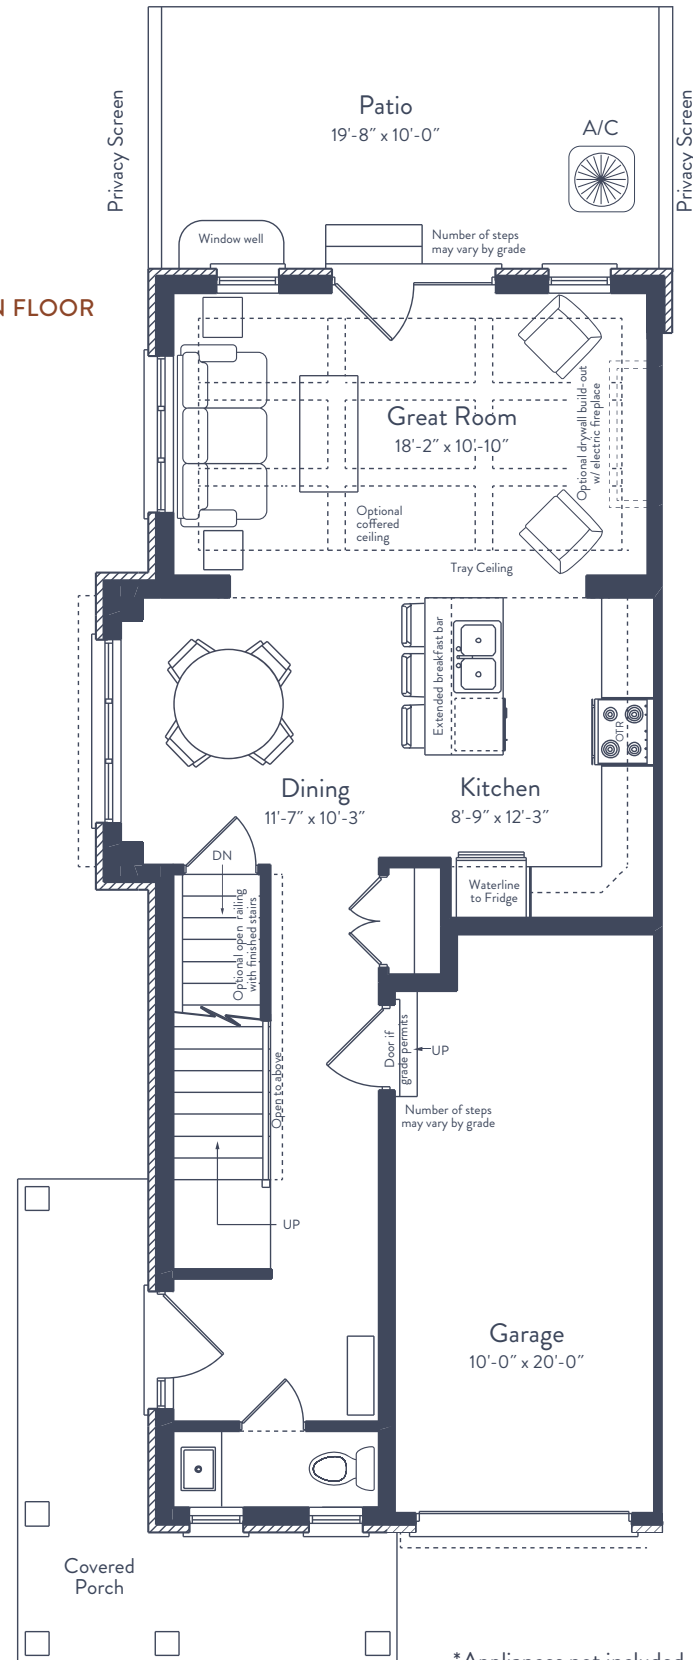 Patio
19'-8" x 10'-0"
A/C
Privacy Screen
Privacy Screen
Window well
Number of steps
may vary by grade
N FLOOR
Great Room
18'-2" x 10'-10"
Optional drywall build-out
w/ electric fireplace
Optional
coffered
ceiling
Tray Ceiling
Extended breakfast bar
OTR
Dining
11'-7" x 10'-3"
Kitchen
8'-9" x 12'-3"
DN
Waterline
to Fridge
Optional open railing
with finished stairs
Door if
grade permits
UP
Open to above
Number of steps
may vary by grade
UP
Garage
10'-0" x 20'-0"
Covered
Porch
*Appliances not included